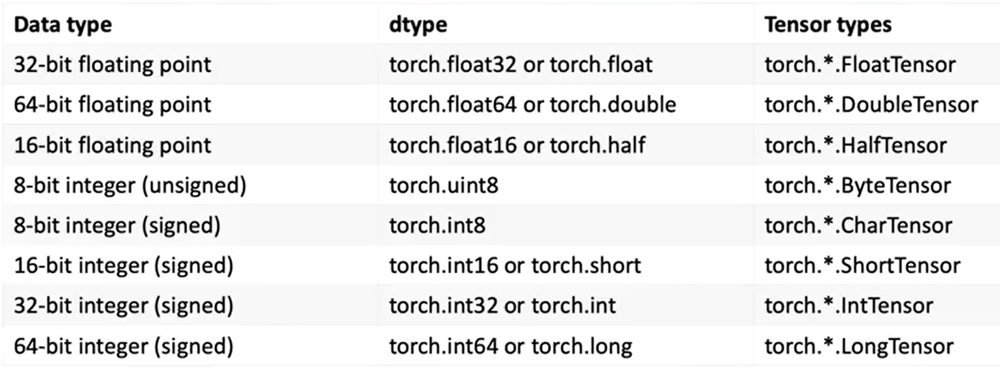 Data type dtype Tensor types
32-bit floating point torch.float32 or torch.float torch.*.FloatTensor
64-bit floating point torch.float64 or torch.double torch.*.DoubleTensor
16-bit floating point torch.float16 or torch.half torch.*.HalfTensor
8-bit integer (unsigned) torch.uint8 torch.*.ByteTensor
8-bit integer (signed) torch.int8 torch.*.CharTensor
16-bit integer (signed) torch.int16 or torch.short torch.*.ShortTensor
32-bit integer (signed) torch.int32 or torch.int torch.*.IntTensor
64-bit integer (signed) torch.int64 or torch.long torch.*.LongTensor